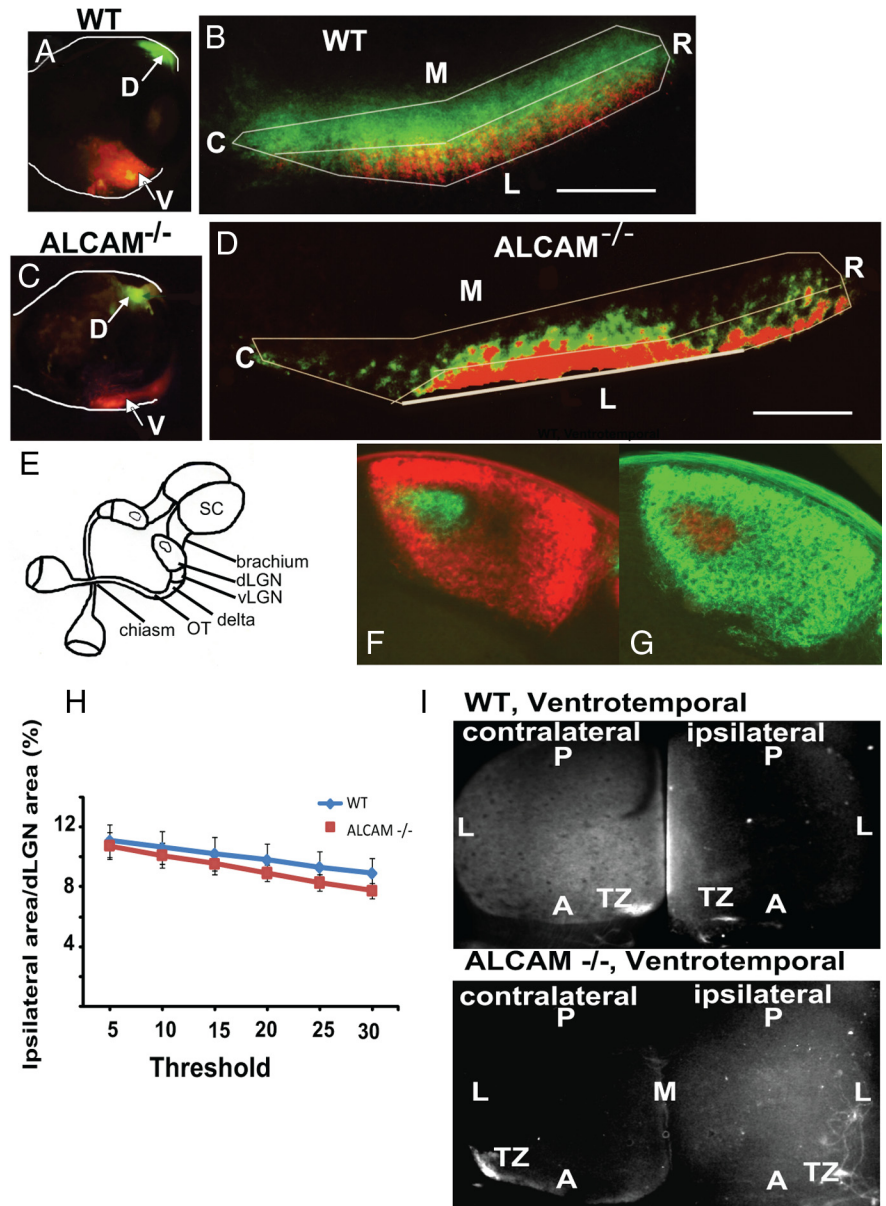 WT
A
D
V
B
WT
M
R
C
L
ALCAM-/-
C
D
V
D
ALCAM-/-
M
R
C
L
WT, Ventrotemporal
E
SC
brachium
dLGN
vLGN
delta
OT
chiasm
F
G
H
Ipsilateral area/dLGN area (%)
12
8
4
WT
ALCAM -/-
5 10 15 20 25 30
Threshold
I
WT, Ventrotemporal
contralateral ipsilateral
P P
L L
A TZ TZ A
ALCAM -/-, Ventrotemporal
contralateral ipsilateral
P P
L M L
TZ A A TZ